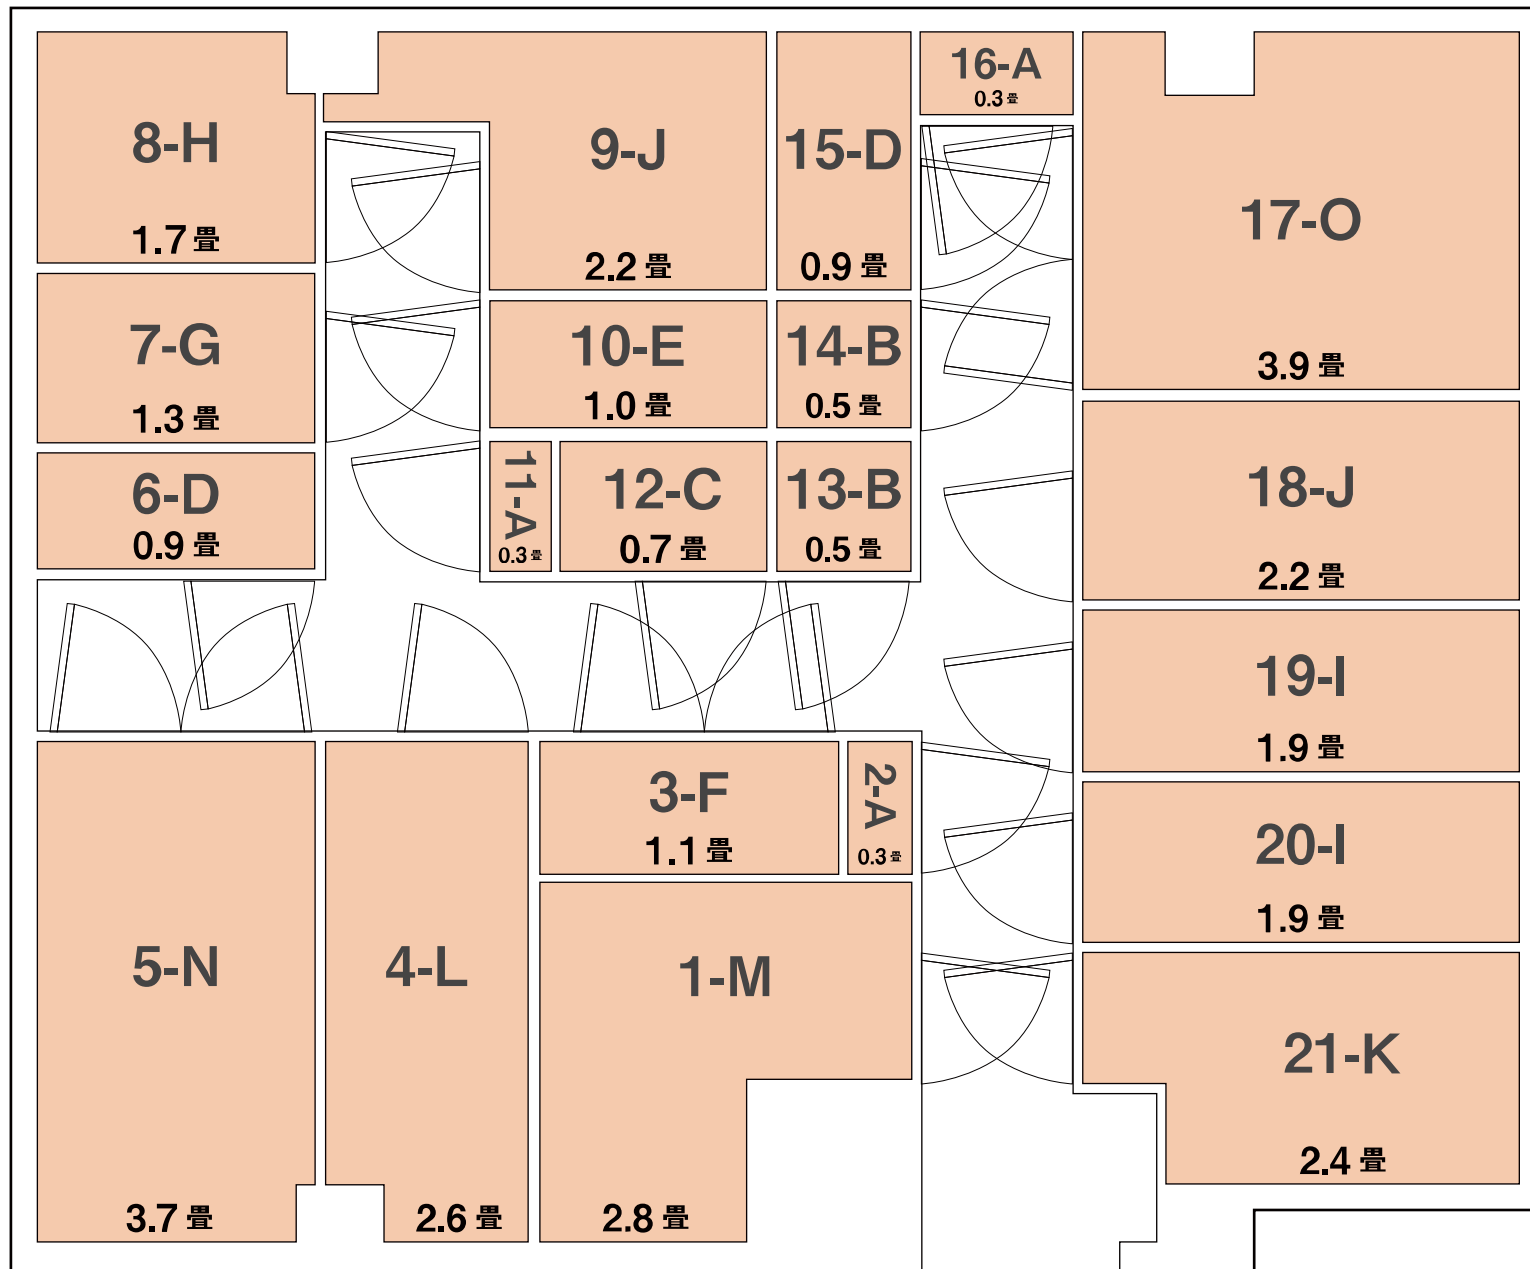 8-H
1.7 畳
9-J
2.2 畳
15-D
0.9 畳
16-A
0.3 畳
17-O
3.9 畳
7-G
1.3 畳
10-E
1.0 畳
14-B
0.5 畳
6-D
0.9 畳
11-A
0.3 畳
12-C
0.7 畳
13-B
0.5 畳
18-J
2.2 畳
19-I
1.9 畳
5-N
3.7 畳
4-L
2.6 畳
3-F
1.1 畳
2-A
0.3 畳
1-M
2.8 畳
20-I
1.9 畳
21-K
2.4 畳